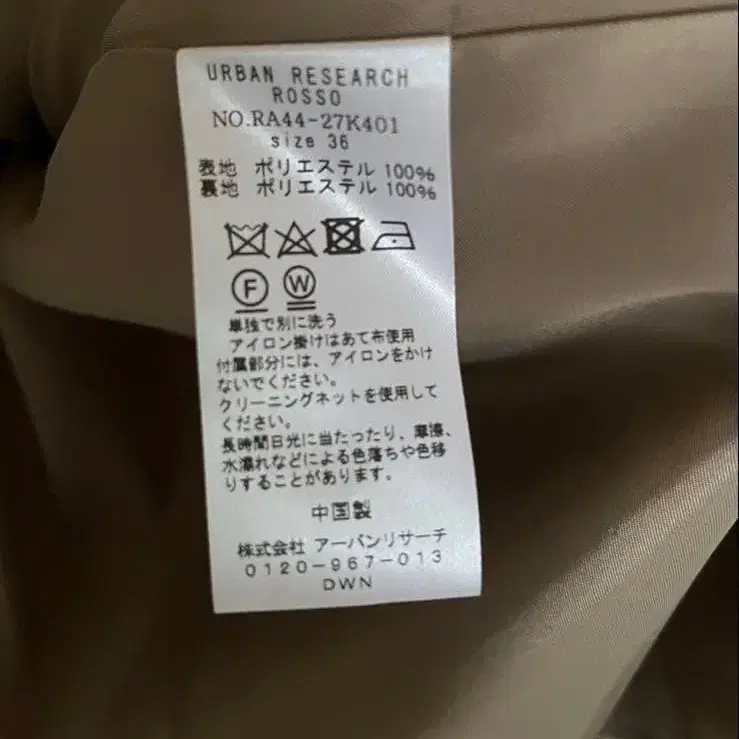 URBAN RESEARCH
ROSSO
NO.RA44-27K401
size 36
表地 ポリエステル 100%
裏地 ポリエステル 100%
F W
単独で別に洗う
アイロン掛けはあて布使用
付属部分には、アイロンをかけ
ないでください。
クリーニングネットを使用して
ください。
長時間日光に当たったり、摩擦、
水濡れなどによる色落ちや色移
りすることがあります。
中国製
株式会社 アーバンリサーチ
0120-967-013
DWN